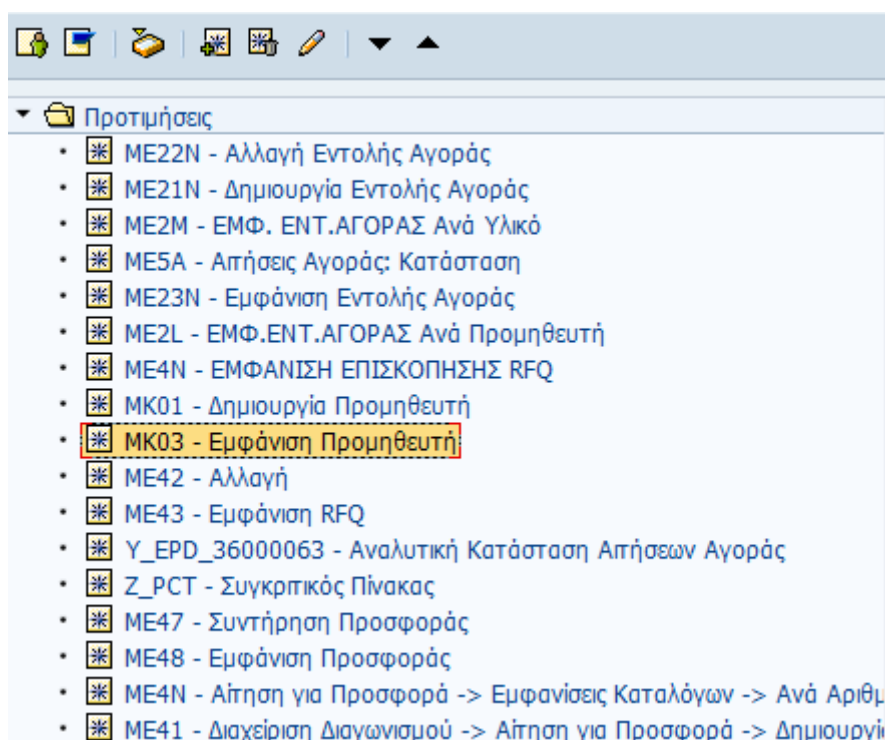 Προτιμήσεις
ME22N - Αλλαγή Εντολής Αγοράς
ME21N - Δημιουργία Εντολής Αγοράς
ME2M - ΕΜΦ. ΕΝΤ.ΑΓΟΡΑΣ Ανά Υλικό
ME5A - Αιτήσεις Αγοράς: Κατάσταση
ME23N - Εμφάνιση Εντολής Αγοράς
ME2L - ΕΜΦ.ΕΝΤ.ΑΓΟΡΑΣ Ανά Προμηθευτή
ME4N - ΕΜΦΑΝΙΣΗ ΕΠΙΣΚΟΠΗΣΗΣ RFQ
MK01 - Δημιουργία Προμηθευτή
MK03 - Εμφάνιση Προμηθευτή
ME42 - Αλλαγή
ME43 - Εμφάνιση RFQ
Y_EPD_36000063 - Αναλυτική Κατάσταση Αιτήσεων Αγοράς
Z_PCT - Συγκριτικός Πίνακας
ME47 - Συντήρηση Προσφοράς
ME48 - Εμφάνιση Προσφοράς
ME4N - Αίτηση για Προσφορά -> Εμφανίσεις Καταλόγων -> Ανά Αριθμ
ME41 - Διαχείριση Διαγωνισμού -> Αίτηση για Προσφορά -> Δημιουργί